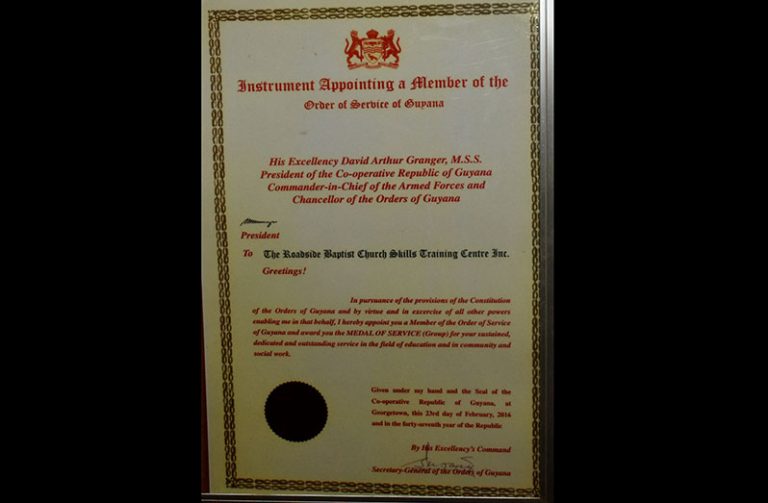 Instrument Appointing a Member of the
Order of Service of Guyana
His Excellency David Arthur Granger, M.S.S.
President of the Co-operative Republic of Guyana
Commander-in-Chief of the Armed Forces and
Chancellor of the Orders of Guyana
President
To The Roadside Baptist Church Skills Training Centre Inc.
Greetings!
In pursuance of the provisions of the Constitution
of the Orders of Guyana and by virtue and in excercise of all other powers
enabling me in that behalf, I hereby appoint you a Member of the Order of Service
of Guyana and award you the MEDAL OF SERVICE (Group) for your sustained,
dedicated and outstanding service in the field of education and in community and
social work.
Given under my hand and the Seal of the
Co-operative Republic of Guyana, at
Georgetown, this 23rd day of February, 2016
and in the forty-seventh year of the Republic
By His Excellency's Command
Secretary-General of the Orders of Guyana